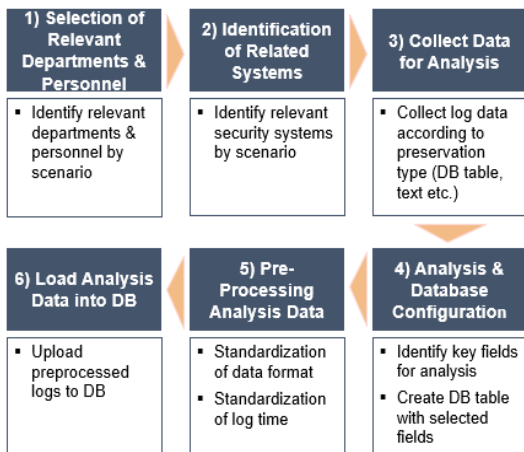 1) Selection of
Relevant
Departments &
Personnel
▪ Identify relevant
departments &
personnel by
scenario
2) Identification
of Related
Systems
▪ Identify relevant
security systems
by scenario
3) Collect Data
for Analysis
▪ Collect log data
according to
preservation
type (DB table,
text etc.)
4) Analysis &
Database
Configuration
▪ Identify key fields
for analysis
▪ Create DB table
with selected
fields
5) Pre-
Processing
Analysis Data
▪ Standardization
of data format
▪ Standardization
of log time
6) Load Analysis
Data into DB
▪ Upload
preprocessed
logs to DB